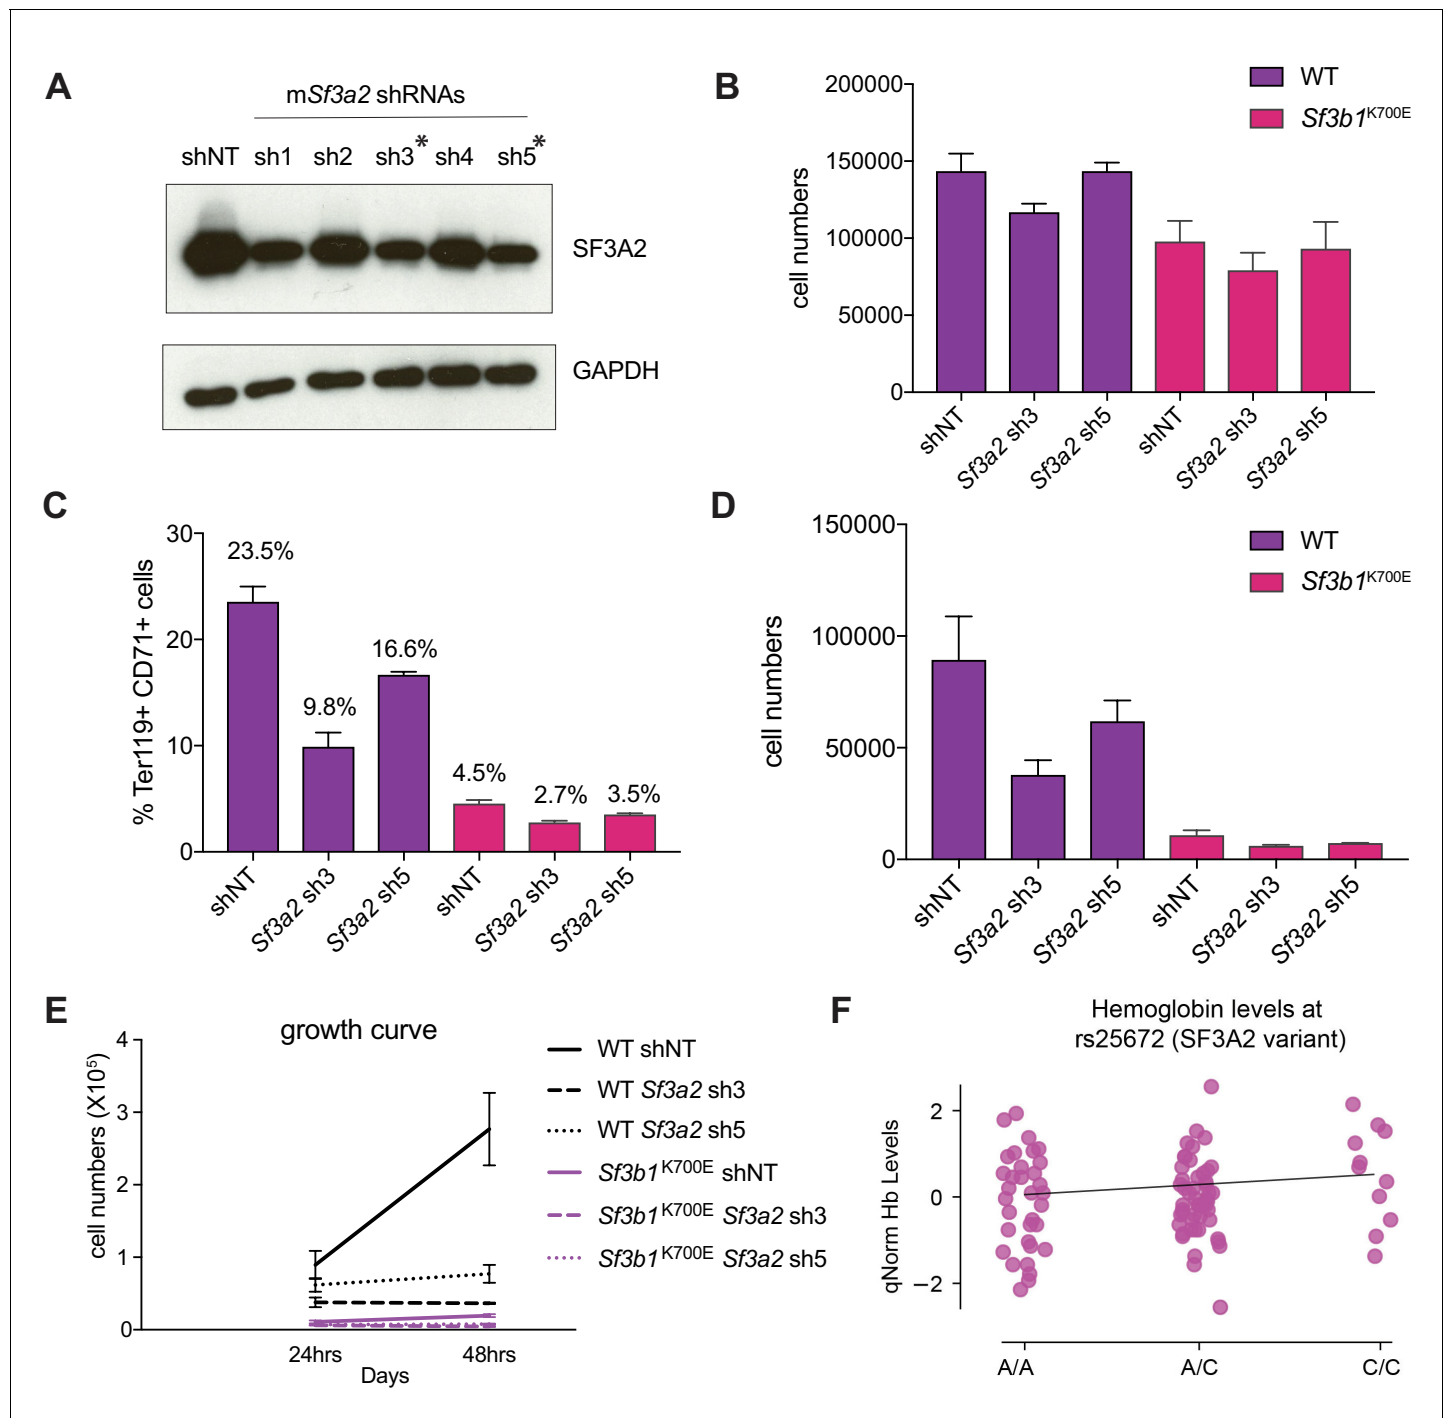 A
mSf3a2 shRNAs
shNT sh1 sh2 sh3* sh4 sh5*
SF3A2
GAPDH
B
WT
Sf3b1K700E
cell numbers
200000
150000
100000
50000
0
shNT
Sf3a2 sh3
Sf3a2 sh5
shNT
Sf3a2 sh3
Sf3a2 sh5
C
% Ter119+ CD71+ cells
30
20
10
0
23.5%
9.8%
16.6%
4.5%
2.7%
3.5%
shNT
Sf3a2 sh3
Sf3a2 sh5
shNT
Sf3a2 sh3
Sf3a2 sh5
D
WT
Sf3b1K700E
cell numbers
150000
100000
50000
0
shNT
Sf3a2 sh3
Sf3a2 sh5
shNT
Sf3a2 sh3
Sf3a2 sh5
E
growth curve
cell numbers (X10⁵)
4
3
2
1
0
24hrs 48hrs
Days
WT shNT
WT Sf3a2 sh3
WT Sf3a2 sh5
Sf3b1K700E shNT
Sf3b1K700E Sf3a2 sh3
Sf3b1K700E Sf3a2 sh5
F
Hemoglobin levels at
rs25672 (SF3A2 variant)
qNorm Hb Levels
2
0
−2
A/A A/C C/C